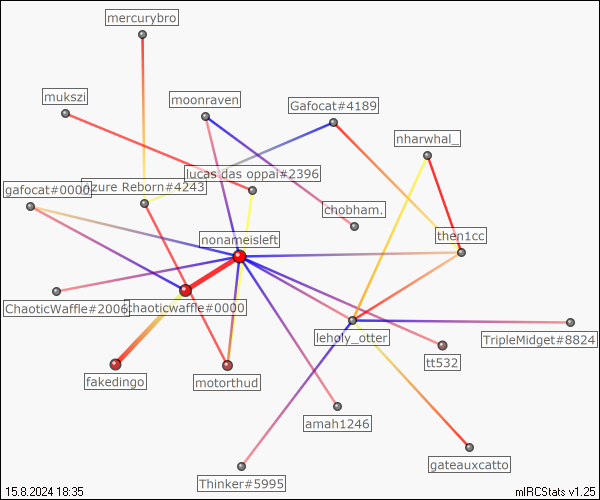 mercurybro
mukszi
moonraven
Gafocat#4189
nharwhal_
lucas das oppai#2396
gafocat#0000
Azure Reborn#4243
chobham.
then1cc
nonameisleft
ChaoticWaffle#2006
chaoticwaffle#0000
leholy_otter
TripleMidget#8824
tt532
fakedingo
motorthud
amah1246
gateauxcatto
Thinker#5995
15.8.2024 18:35
mIRCStats v1.25